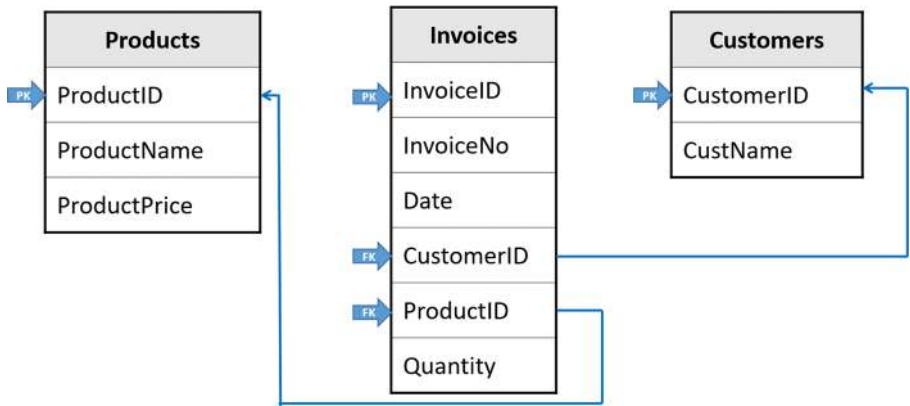 Products
PK
ProductID
ProductName
ProductPrice
Invoices
PK
InvoiceID
InvoiceNo
Date
FK
CustomerID
FK
ProductID
Quantity
Customers
PK
CustomerID
CustName